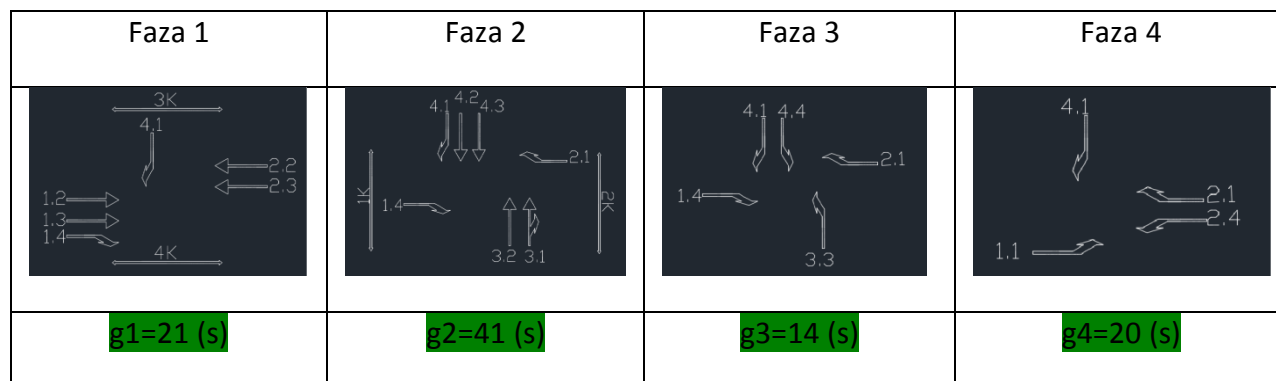 Faza 1 Faza 2 Faza 3 Faza 4
3K
4.1
2.2
2.3
1.2
1.3
1.4
4K
4.1 4.2 4.3
2.1
1K
2K
1.4
3.2 3.1
4.1 4.4
2.1
1.4
3.3
4.1
2.1
2.4
1.1
g1=21 (s) g2=41 (s) g3=14 (s) g4=20 (s)